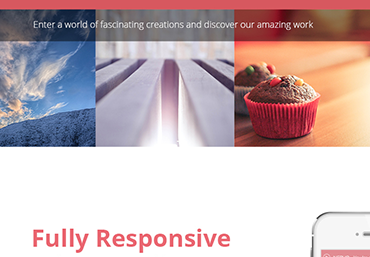 Enter a world of fascinating creations and discover our amazing work
Fully Responsive